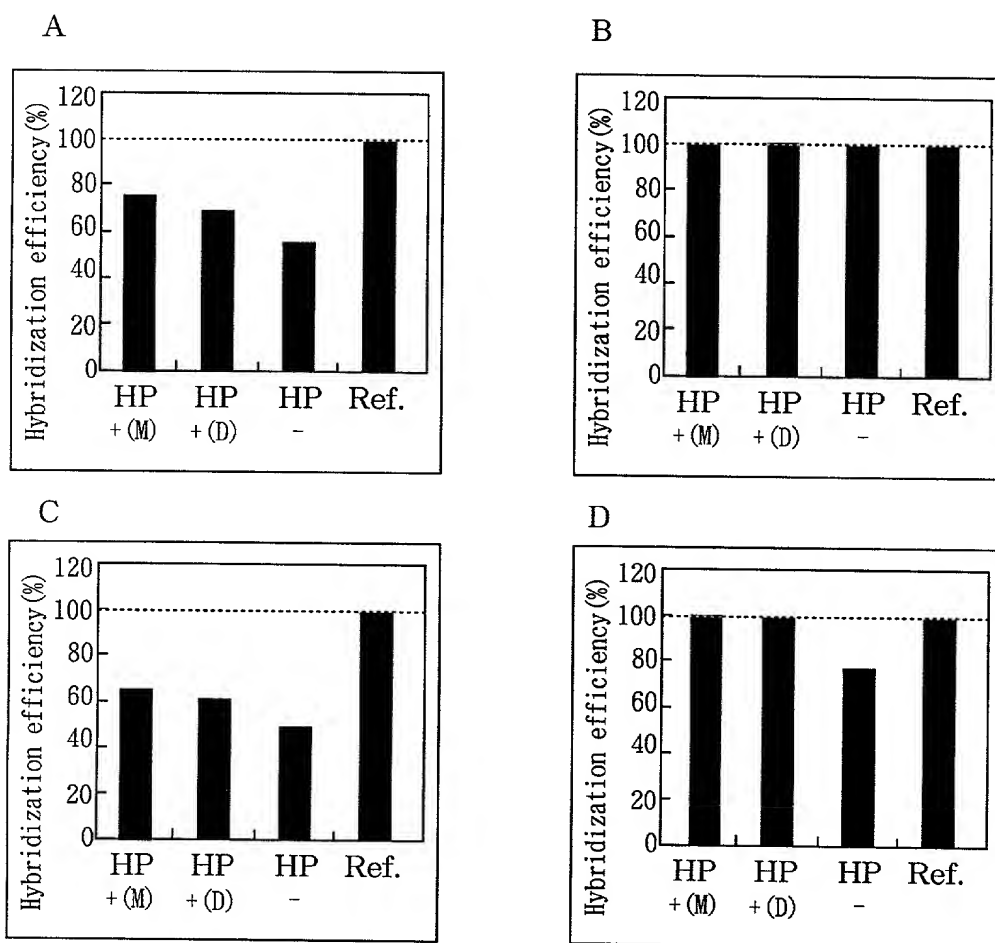 A
Hybridization efficiency(%)
120
100
80
60
40
20
0
HP HP HP Ref.
+(M) +(D) -
B
Hybridization efficiency(%)
120
100
80
60
40
20
0
HP HP HP Ref.
+(M) +(D) -
C
Hybridization efficiency(%)
120
100
80
60
40
20
0
HP HP HP Ref.
+(M) +(D) -
D
Hybridization efficiency(%)
120
100
80
60
40
20
0
HP HP HP Ref.
+(M) +(D) -